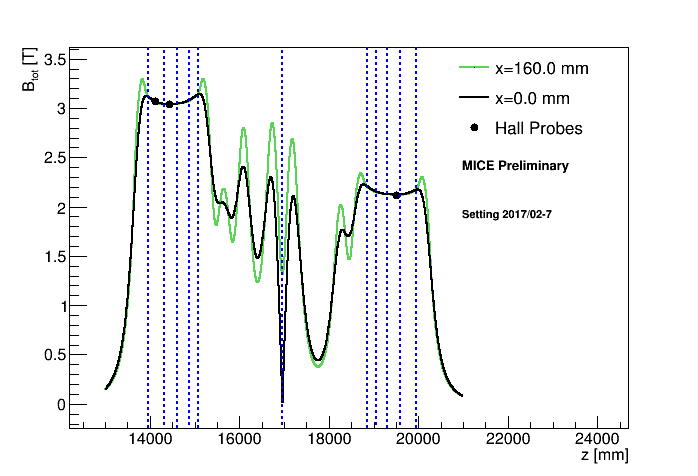 B_tot [T]
3.5
3
2.5
2
1.5
1
0.5
0
x=160.0 mm
x=0.0 mm
Hall Probes
MICE Preliminary
Setting 2017/02-7
14000 16000 18000 20000 22000 24000
z [mm]